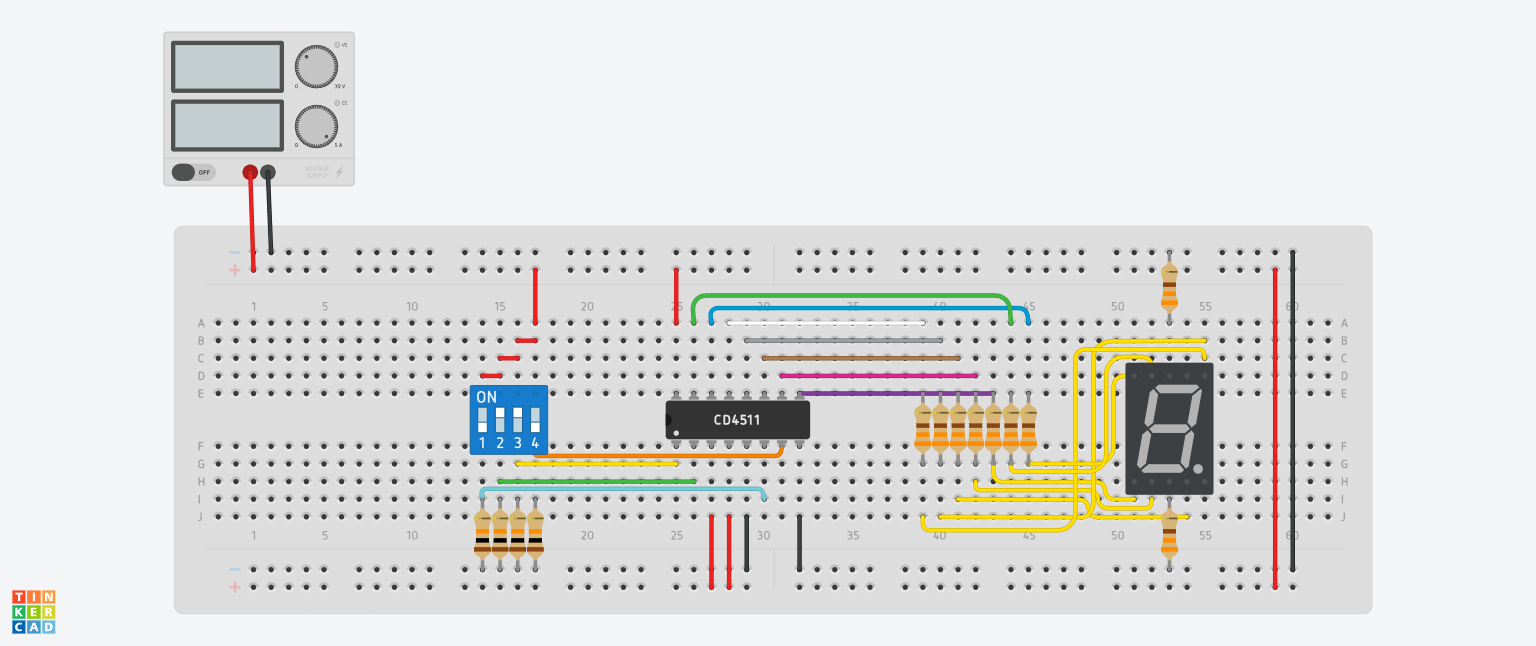 VC
0 30 V
CC
0 5 A
OFF
VOLTAGE
SUPPLY
− 
+
1 5 10 15 20 25 30 35 40 45 50 55 60
A A
B B
C C
D D
E E
ON
CD4511
1 2 3 4
F F
G G
H H
I I
J J
1 5 10 15 20 25 30 35 40 45 50 55 60
−
+
8.
TIN
KER
CAD